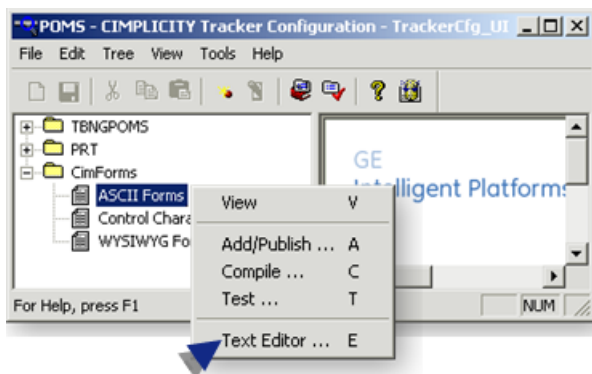 POMS - CIMPLICITY Tracker Configuration - TrackerCfg_UI
File Edit Tree View Tools Help
TBNGPOMS
PRT
CimForms
ASCII Forms
Control Chara
WYSIWYG Fo
GE
Intelligent Platforms
View V
Add/Publish ... A
Compile ... C
Test ... T
Text Editor ... E
For Help, press F1
NUM